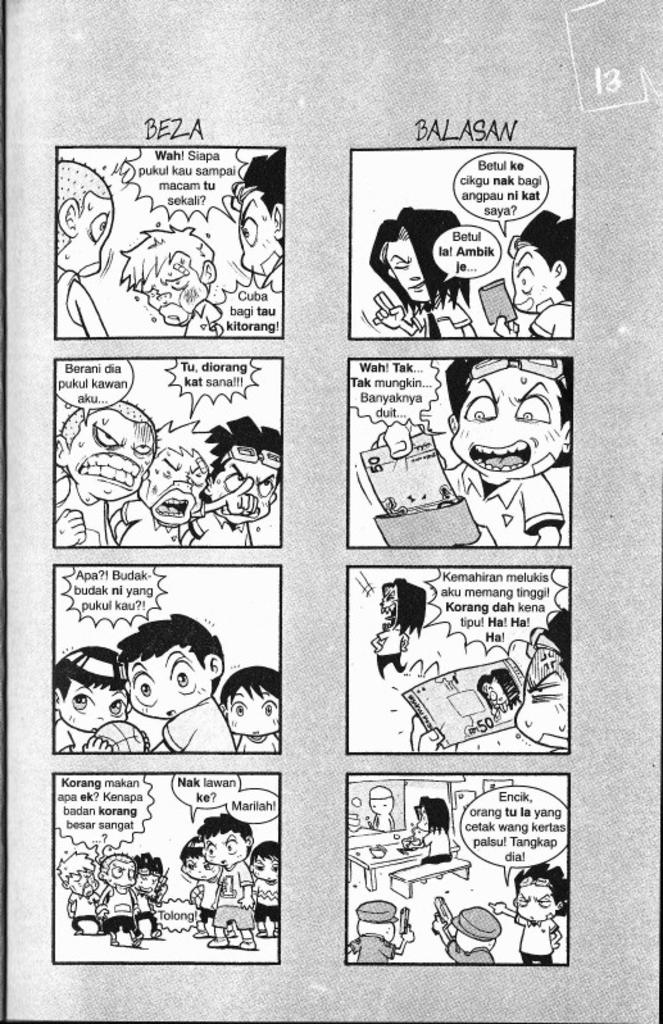 13
BEZA
Wah! Siapa
pukul kau sampai
macam tu
sekali?
Cuba
bagi tau
kitorang!
Berani dia
pukul kawan
aku...
Tu, diorang
kat sana!!!
Apa?! Budak-
budak ni yang
pukul kau?!
Korang makan
apa ek? Kenapa
badan korang
besar sangat
...?
Nak lawan
ke?
Marilah!
Tolong!
BALASAN
Betul ke
cikgu nak bagi
angpau ni kat
saya?
Betul
la! Ambik
je...
Wah! Tak...
Tak mungkin...
Banyaknya
duit...
50
Kemahiran melukis
aku memang tinggi!
Korang dah kena
tipu! Ha! Ha!
Ha!
50
Encik,
orang tu la yang
cetak wang kertas
palsu! Tangkap
dia!